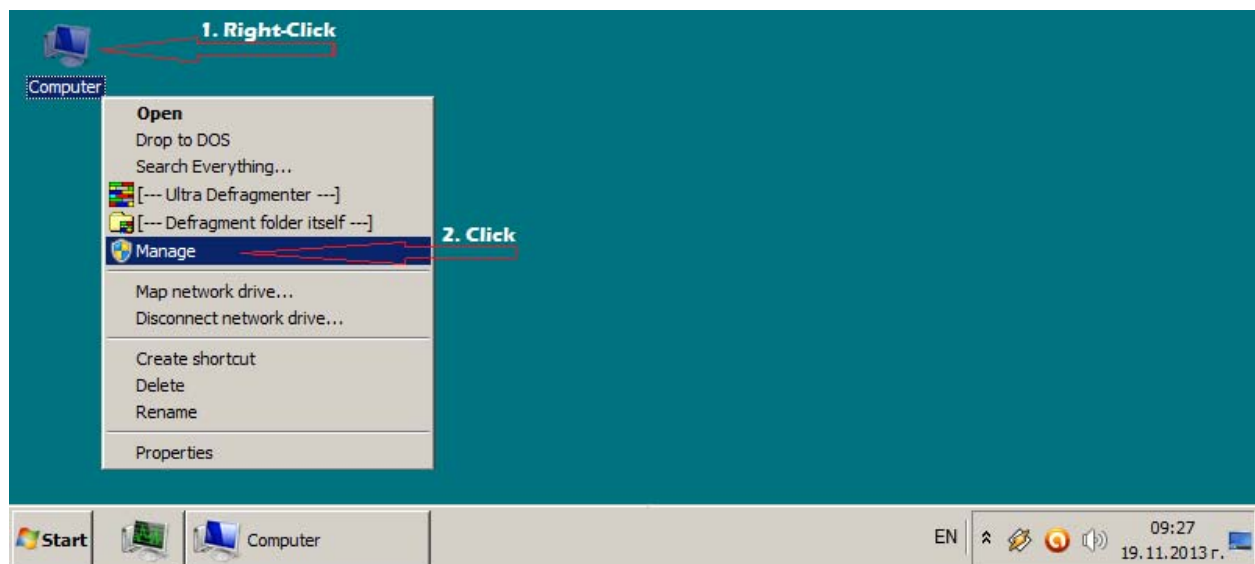 1. Right-Click
Computer
Open
Drop to DOS
Search Everything...
[--- Ultra Defragmenter ---]
[--- Defragment folder itself ---]
Manage
2. Click
Map network drive...
Disconnect network drive...
Create shortcut
Delete
Rename
Properties
Start
Computer
EN
09:27
19.11.2013 г.